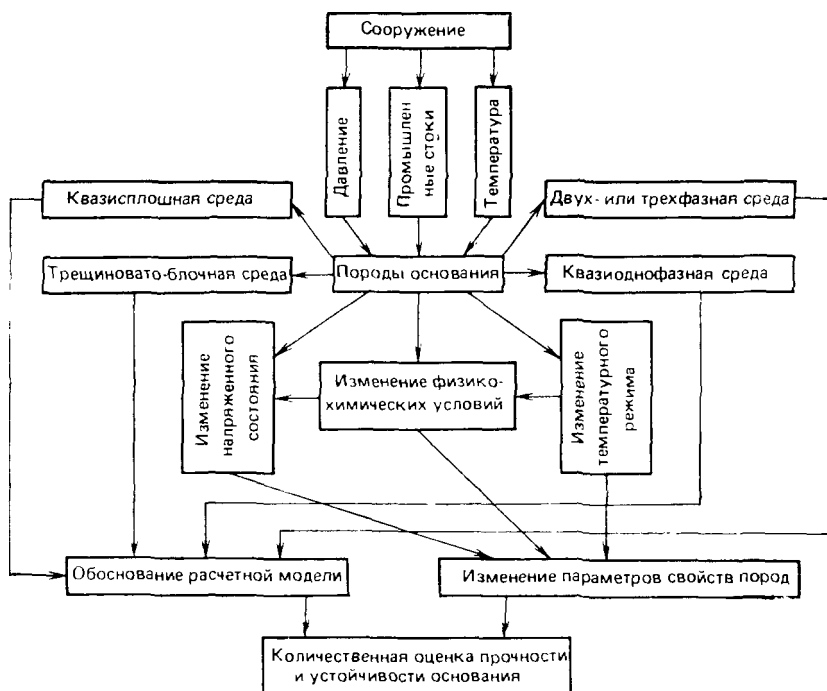 Сооружение
Давление
Промышлен
ные стоки
Температура
Квазисплошная среда
Двух- или трехфазная среда
Трещиновато-блочная среда
Породы основания
Квазиоднофазная среда
Изменение
напряженного
состояния
Изменение физико-
химических условий
Изменение
температурного
режима
Обоснование расчетной модели
Изменение параметров свойств пород
Количественная оценка прочности
и устойчивости основания